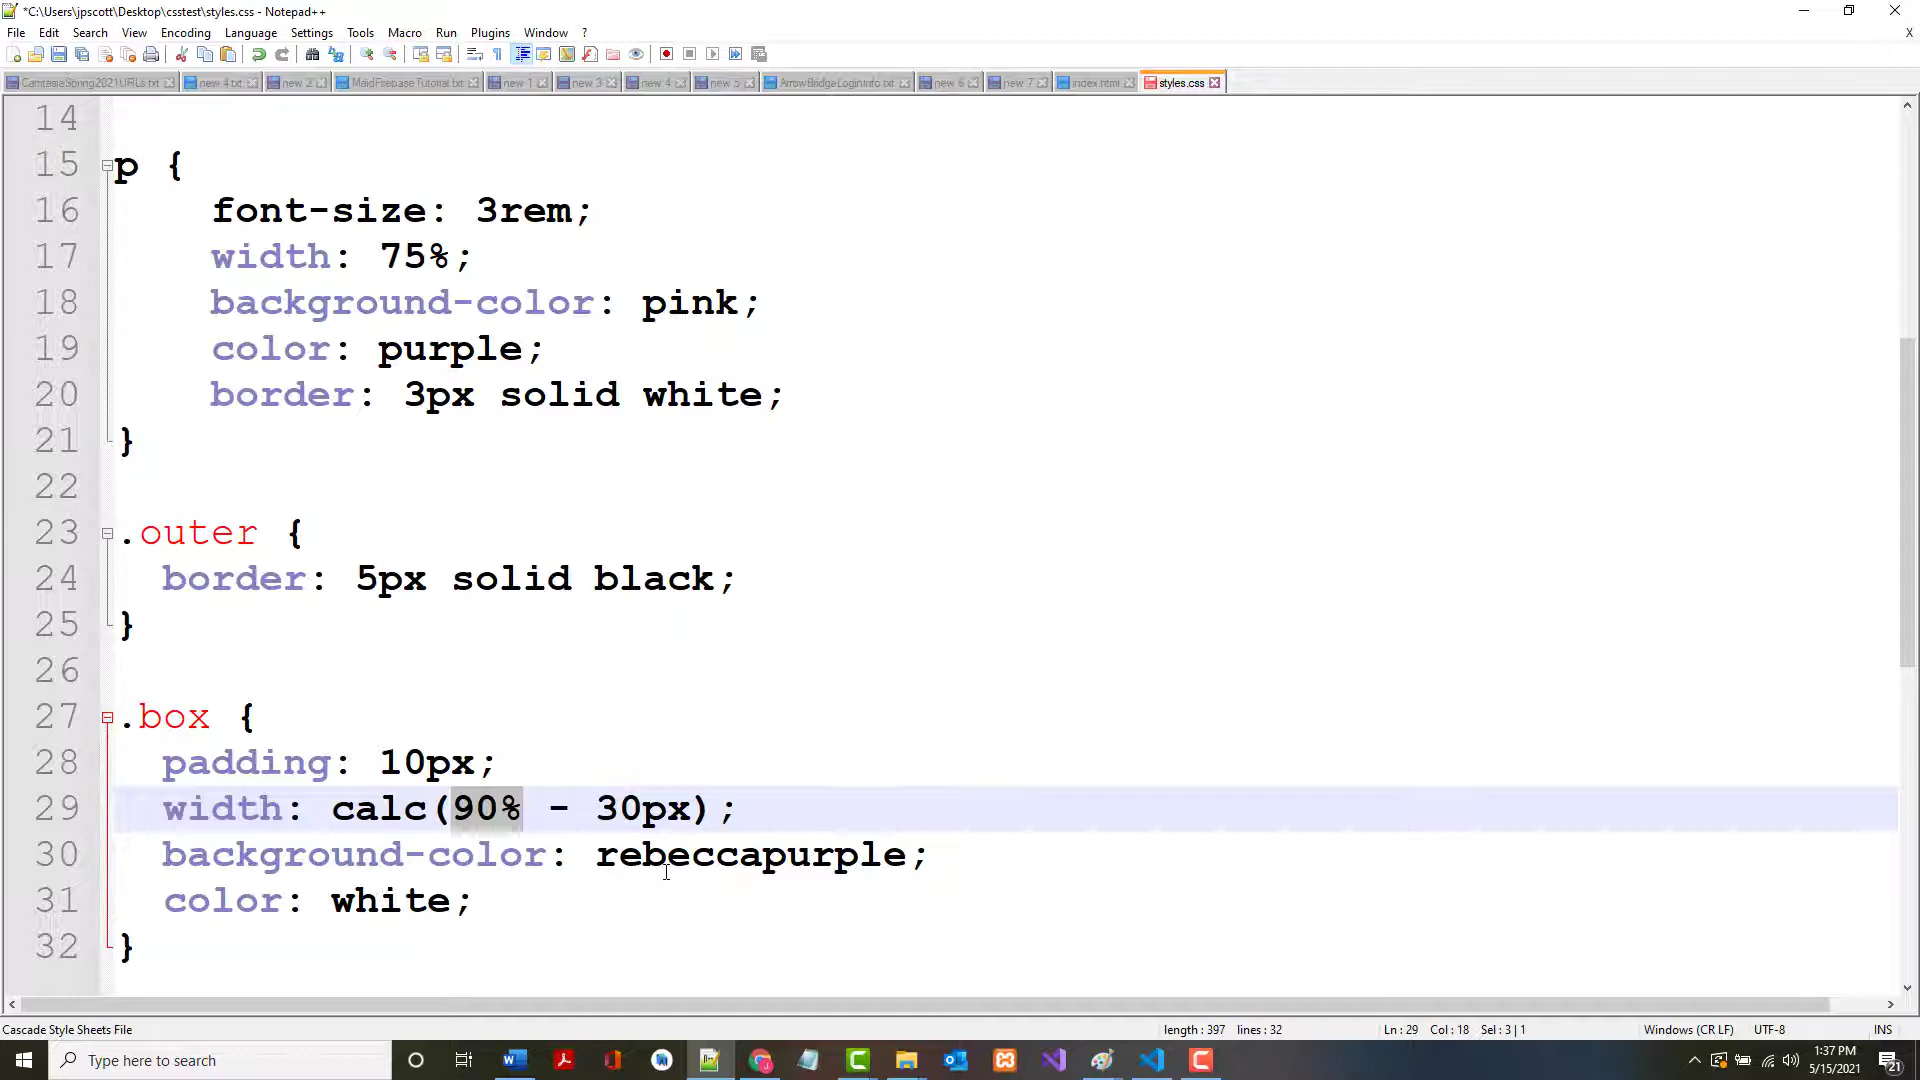 *C:\Users\jpscott\Desktop\csstest\styles.css - Notepad++
File Edit Search View Encoding Language Settings Tools Macro Run Plugins Window ? X
CamtasiaSpring2021URLs.txt new 4.txt new 2 MaidFirebaseTutorial.txt new 1 new 3 new 4 new 5 ArrowBridgeLoginInfo.txt new 6 new 7 index.html styles.css
14
15 p {
16 font-size: 3rem;
17 width: 75%;
18 background-color: pink;
19 color: purple;
20 border: 3px solid white;
21 }
22
23 .outer {
24 border: 5px solid black;
25 }
26
27 .box {
28 padding: 10px;
29 width: calc(90% - 30px);
30 background-color: rebeccapurple;
31 color: white;
32 }
Cascade Style Sheets File length : 397 lines : 32 Ln : 29 Col : 18 Sel : 3 | 1 Windows (CR LF) UTF-8 INS
Type here to search 1:37 PM
5/15/2021 21